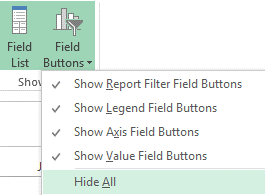 Field List
Field Buttons
Show
Show Report Filter Field Buttons
Show Legend Field Buttons
Show Axis Field Buttons
Show Value Field Buttons
Hide All